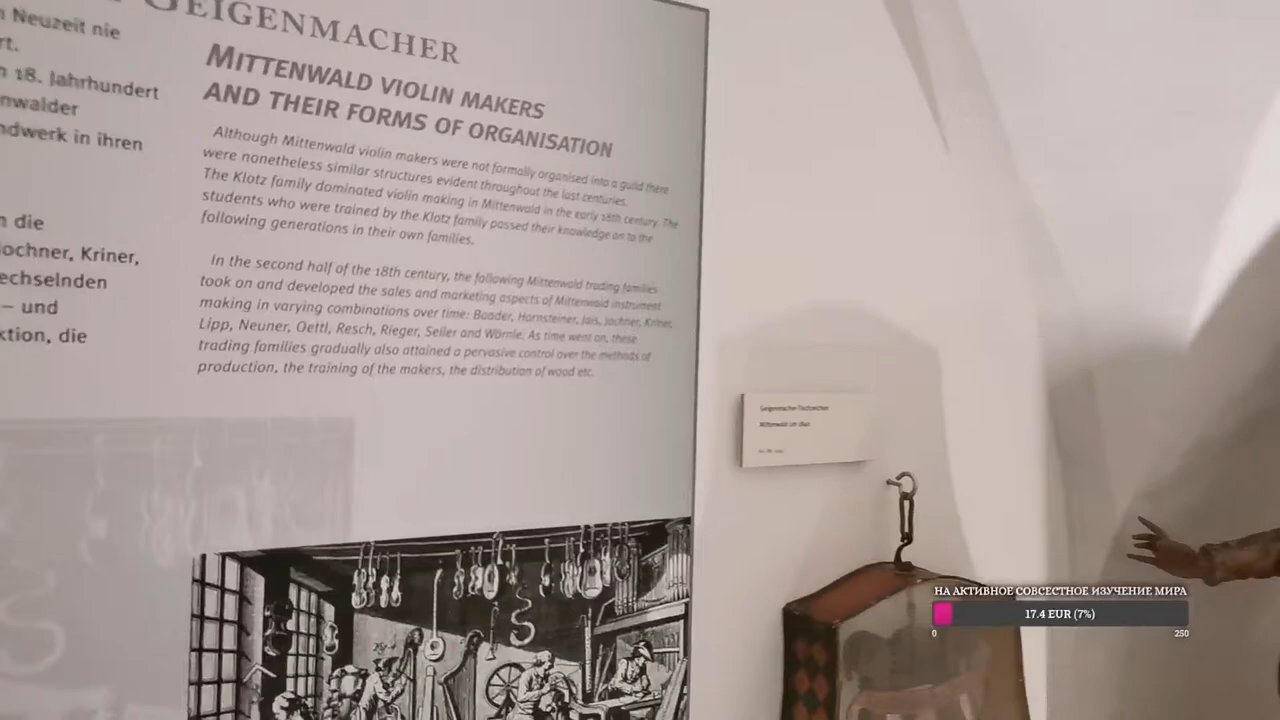 GEIGENMACHER
Neuzeit nie
rt.
18. Jahrhundert
nwalder
ndwerk in ihren
die
ochner, Kriner,
echselnden
– und
ktion, die
MITTENWALD VIOLIN MAKERS
AND THEIR FORMS OF ORGANISATION
Although Mittenwald violin makers were not formally organised into a guild there
were nonetheless similar structures evident throughout the last centuries.
The Klotz family dominated violin making in Mittenwald in the early 18th century. The
students who were trained by the Klotz family passed their knowledge on to the
following generations in their own families.
In the second half of the 18th century, the following Mittenwald trading families
took on and developed the sales and marketing aspects of Mittenwald instrument
making in varying combinations over time: Baader, Hornsteiner, Jais, Jochner, Kriner,
Lipp, Neuner, Oettl, Resch, Rieger, Seiler and Wörnle. As time went on, these
trading families gradually also attained a pervasive control over the methods of
production, the training of the makers, the distribution of wood etc.
Geigenmacher-Tischzeichen
Mittenwald um
НА АКТИВНОЕ СОВСЕСТНОЕ ИЗУЧЕНИЕ МИРА
17.4 EUR (7%)
0 250